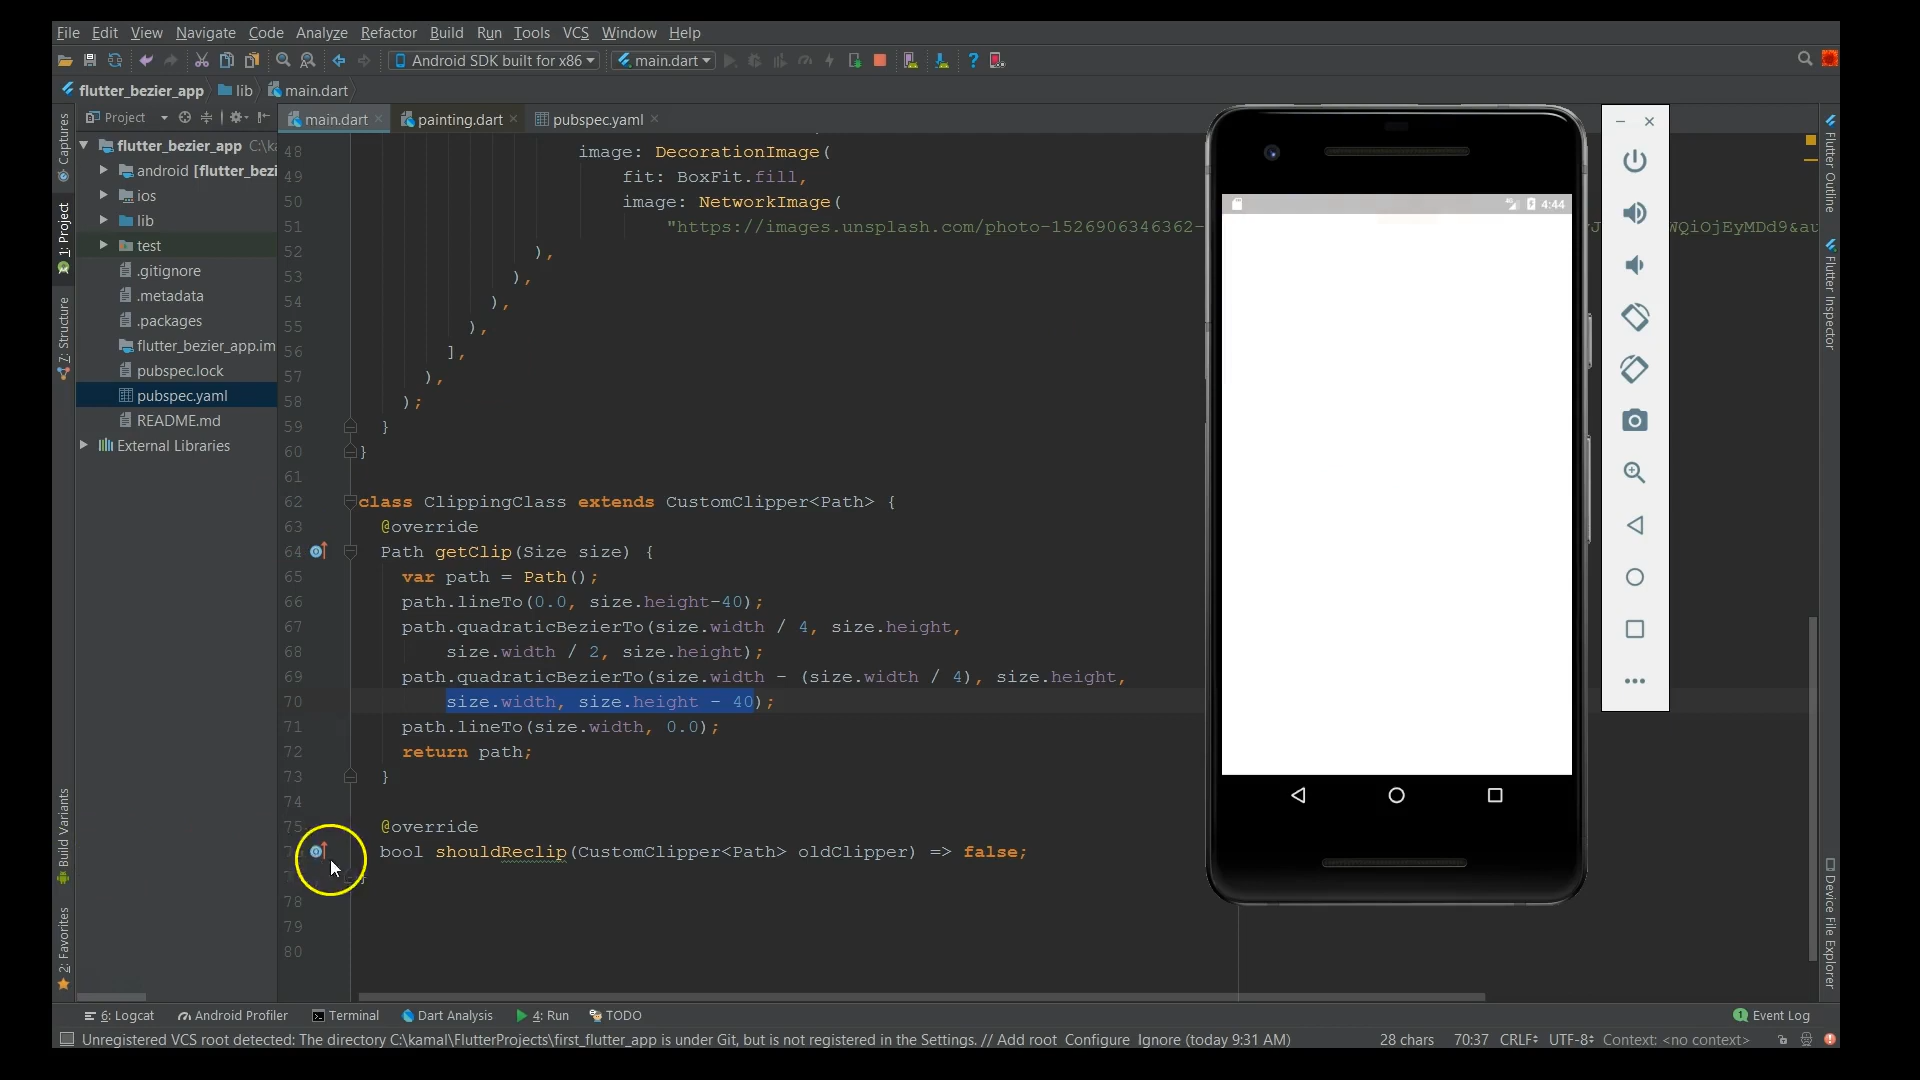 File Edit View Navigate Code Analyze Refactor Build Run Tools VCS Window Help
Android SDK built for x86 main.dart
flutter_bezier_app lib main.dart
Project main.dart painting.dart pubspec.yaml
flutter_bezier_app C:\ka
android [flutter_bezi
ios
lib
test
.gitignore
.metadata
.packages
flutter_bezier_app.im
pubspec.lock
pubspec.yaml
README.md
External Libraries
Captures
1: Project
7: Structure
Build Variants
2: Favorites
48 image: DecorationImage(
49 fit: BoxFit.fill,
50 image: NetworkImage(
51 "https://images.unsplash.com/photo-1526906346362- WQiOjEyMDd9&au
52 ),
53 ),
54 ),
55 ),
56 ],
57 ),
58 );
59 }
60 }
61
62 class ClippingClass extends CustomClipper<Path> {
63 @override
64 Path getClip(Size size) {
65 var path = Path();
66 path.lineTo(0.0, size.height-40);
67 path.quadraticBezierTo(size.width / 4, size.height,
68 size.width / 2, size.height);
69 path.quadraticBezierTo(size.width - (size.width / 4), size.height,
70 size.width, size.height - 40);
71 path.lineTo(size.width, 0.0);
72 return path;
73 }
74
75 @override
bool shouldReclip(CustomClipper<Path> oldClipper) => false;
}
78
79
80
4:44
Flutter Outline
Flutter Inspector
Device File Explorer
6: Logcat Android Profiler Terminal Dart Analysis 4: Run TODO 1 Event Log
Unregistered VCS root detected: The directory C:\kamal\FlutterProjects\first_flutter_app is under Git, but is not registered in the Settings. // Add root Configure Ignore (today 9:31 AM) 28 chars 70:37 CRLF UTF-8 Context: <no context>